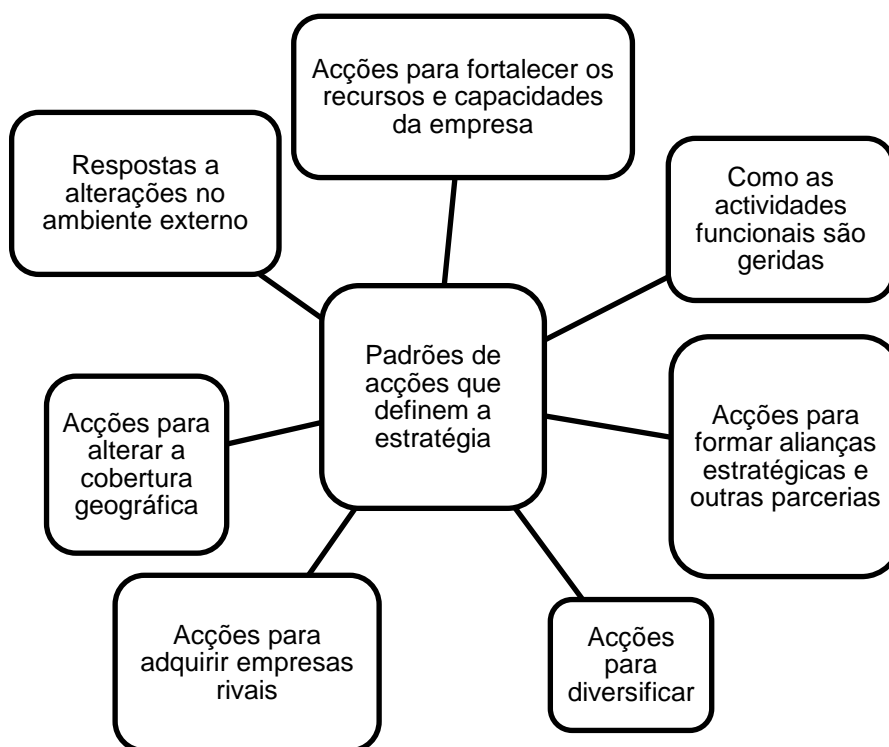 Acções para fortalecer os
recursos e capacidades
da empresa
Respostas a
alterações no
ambiente externo
Como as
actividades
funcionais são
geridas
Padrões de
acções que
definem a
estratégia
Acções para
alterar a
cobertura
geográfica
Acções para
formar alianças
estratégicas e
outras parcerias
Acções para
adquirir empresas
rivais
Acções
para
diversificar